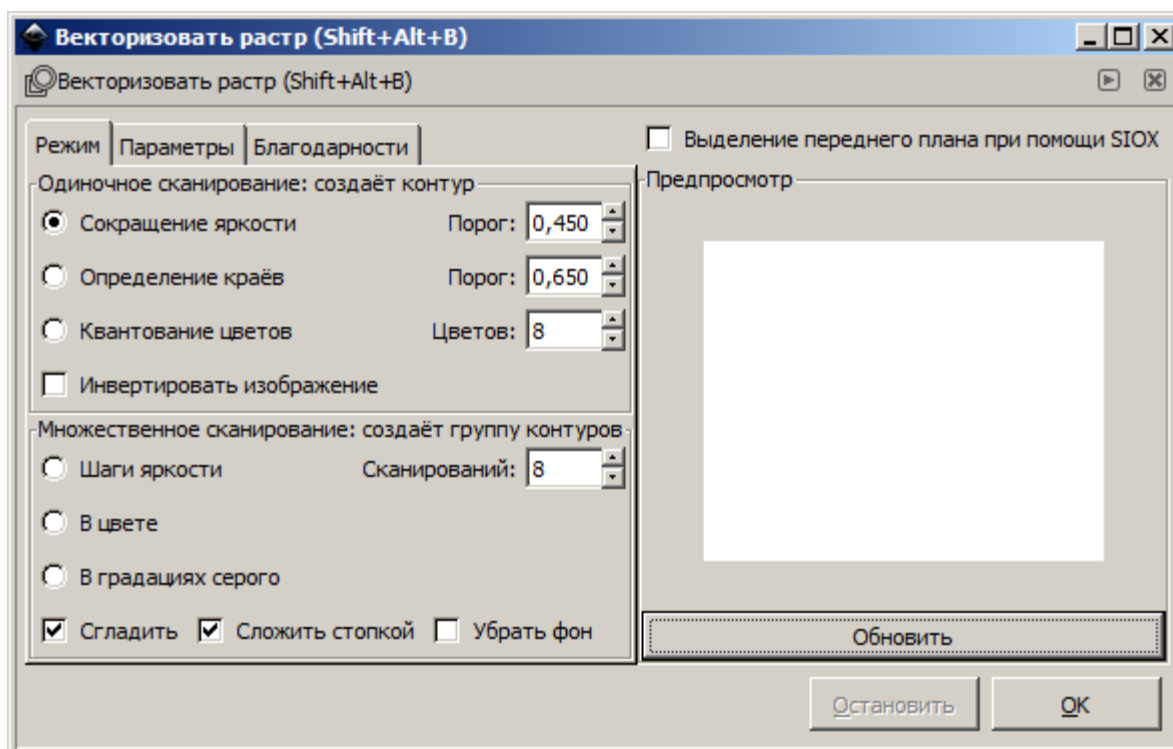 Векторизовать растр (Shift+Alt+B)
Векторизовать растр (Shift+Alt+B)
Режим Параметры Благодарности
Выделение переднего плана при помощи SIOX
Одиночное сканирование: создаёт контур
Сокращение яркости Порог: 0,450
Определение краёв Порог: 0,650
Квантование цветов Цветов: 8
Инвертировать изображение
Множественное сканирование: создаёт группу контуров
Шаги яркости Сканирований: 8
В цвете
В градациях серого
Сгладить Сложить стопкой Убрать фон
Предпросмотр
Обновить
Остановить OK